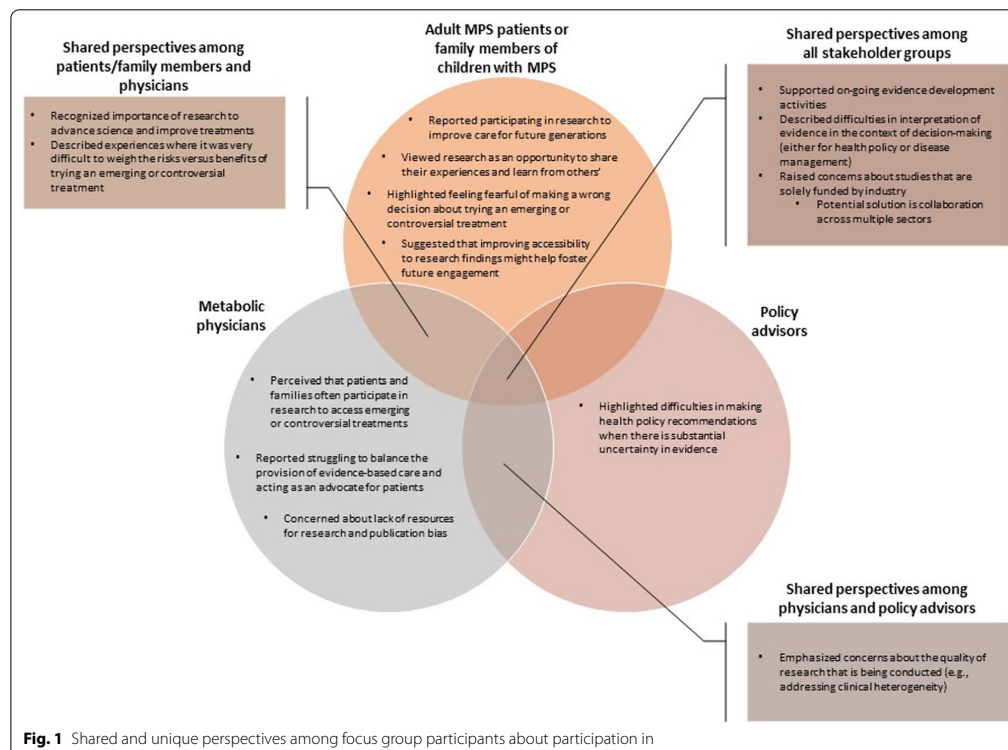 Shared perspectives among
patients/family members and
physicians
• Recognized importance of research to
advance science and improve treatments
• Described experiences where it was very
difficult to weigh the risks versus benefits of
trying an emerging or controversial
treatment
Adult MPS patients or
family members of
children with MPS
• Reported participating in research to
improve care for future generations
• Viewed research as an opportunity to share
their experiences and learn from others'
• Highlighted feeling fearful of making a wrong
decision about trying an emerging or
controversial treatment
• Suggested that improving accessibility
to research findings might help foster
future engagement
Shared perspectives among
all stakeholder groups
• Supported on-going evidence development
activities
• Described difficulties in interpretation of
evidence in the context of decision-making
(either for health policy or disease
management)
• Raised concerns about studies that are
solely funded by industry
• Potential solution is collaboration
across multiple sectors
Metabolic
physicians
• Perceived that patients and
families often participate in
research to access emerging
or controversial treatments
• Reported struggling to balance the
provision of evidence-based care and
acting as an advocate for patients
• Concerned about lack of resources
for research and publication bias
Policy
advisors
• Highlighted difficulties in making
health policy recommendations
when there is substantial
uncertainty in evidence
Shared perspectives among
physicians and policy advisors
• Emphasized concerns about the quality of
research that is being conducted (e.g.,
addressing clinical heterogeneity)
Fig. 1 Shared and unique perspectives among focus group participants about participation in